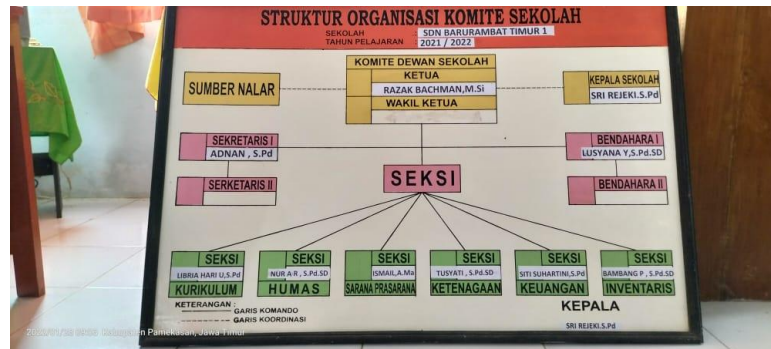 STRUKTUR ORGANISASI KOMITE SEKOLAH
SEKOLAH : SDN BARURAMBAT TIMUR 1
TAHUN PELAJARAN 2021 / 2022
KOMITE DEWAN SEKOLAH
KETUA
RAZAK BACHMAN,M.Si
WAKIL KETUA
SUMBER NALAR
KEPALA SEKOLAH
SRI REJEKI.S.Pd
SEKRETARIS I
ADNAN , S.Pd
SERKETARIS II
BENDAHARA I
LUSYANA Y,S.Pd.SD
BENDAHARA II
SEKSI
SEKSI
LIBRIA HARI U,S.Pd
KURIKULUM
SEKSI
NUR A R , S.Pd.SD
HUMAS
SEKSI
ISMAIL,A.Ma
SARANA PRASARANA
SEKSI
TUSYATI , S.Pd.SD
KETENAGAAN
SEKSI
SITI SUHARTINI,S.Pd
KEUANGAN
SEKSI
BAMBANG P , S.Pd.SD
INVENTARIS
KETERANGAN :
GARIS KOMANDO
GARIS KOORDINASI
KEPALA
SRI REJEKI.S.Pd
Kabupaten Pamekasan, Jawa Timur